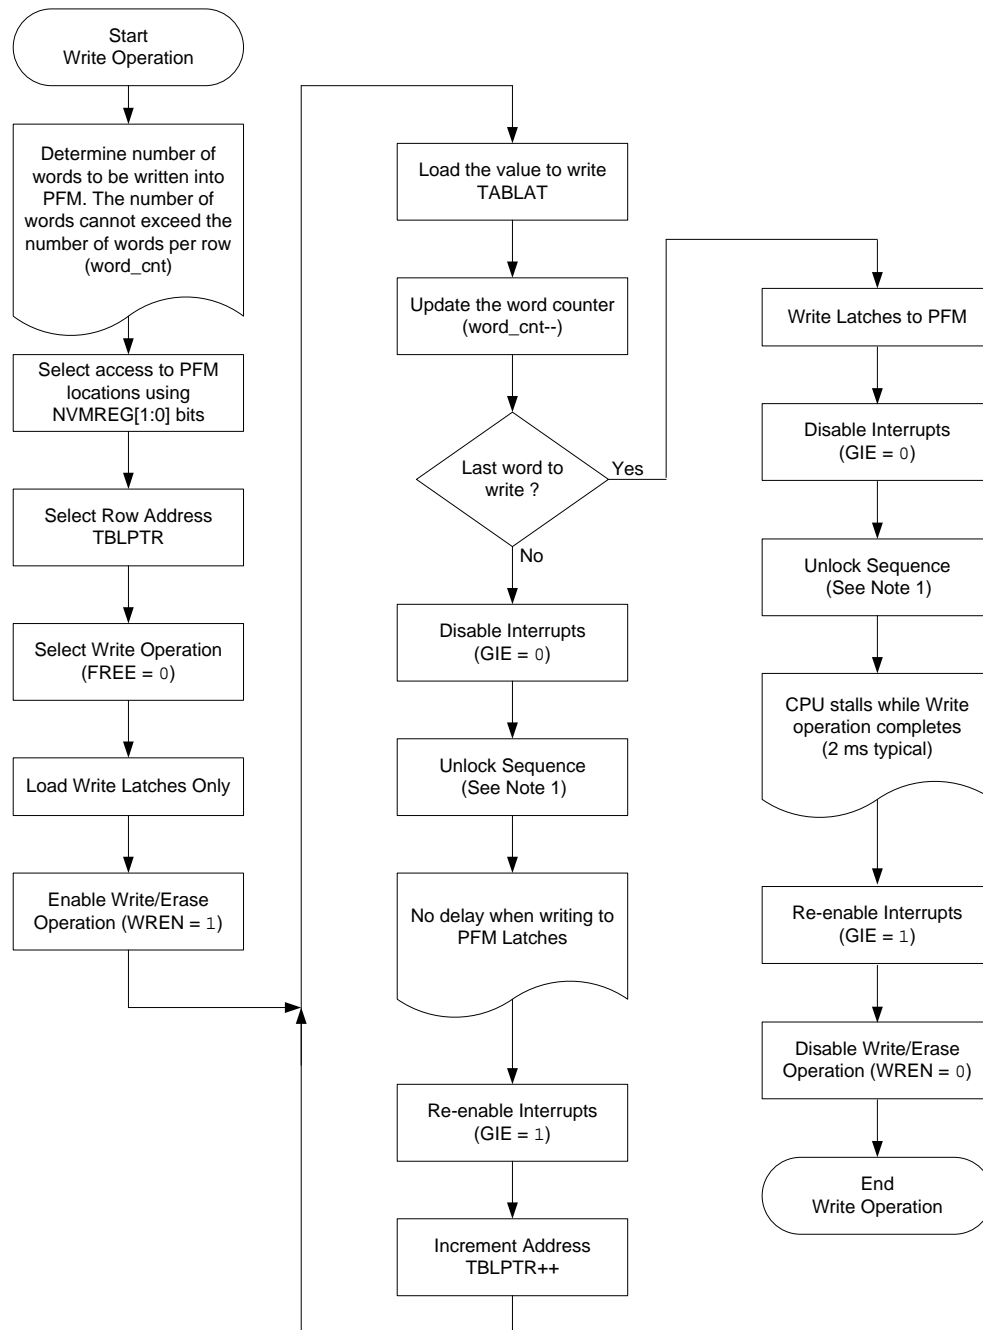 Start
Write Operation
Determine number of
words to be written into
PFM. The number of
words cannot exceed the
number of words per row
(word_cnt)
Select access to PFM
locations using
NVMREG[1:0] bits
Select Row Address
TBLPTR
Select Write Operation
(FREE = 0)
Load Write Latches Only
Enable Write/Erase
Operation (WREN = 1)
Load the value to write
TABLAT
Update the word counter
(word_cnt--)
Last word to
write ?
Yes
No
Disable Interrupts
(GIE = 0)
Unlock Sequence
(See Note 1)
No delay when writing to
PFM Latches
Re-enable Interrupts
(GIE = 1)
Increment Address
TBLPTR++
Write Latches to PFM
Disable Interrupts
(GIE = 0)
Unlock Sequence
(See Note 1)
CPU stalls while Write
operation completes
(2 ms typical)
Re-enable Interrupts
(GIE = 1)
Disable Write/Erase
Operation (WREN = 0)
End
Write Operation